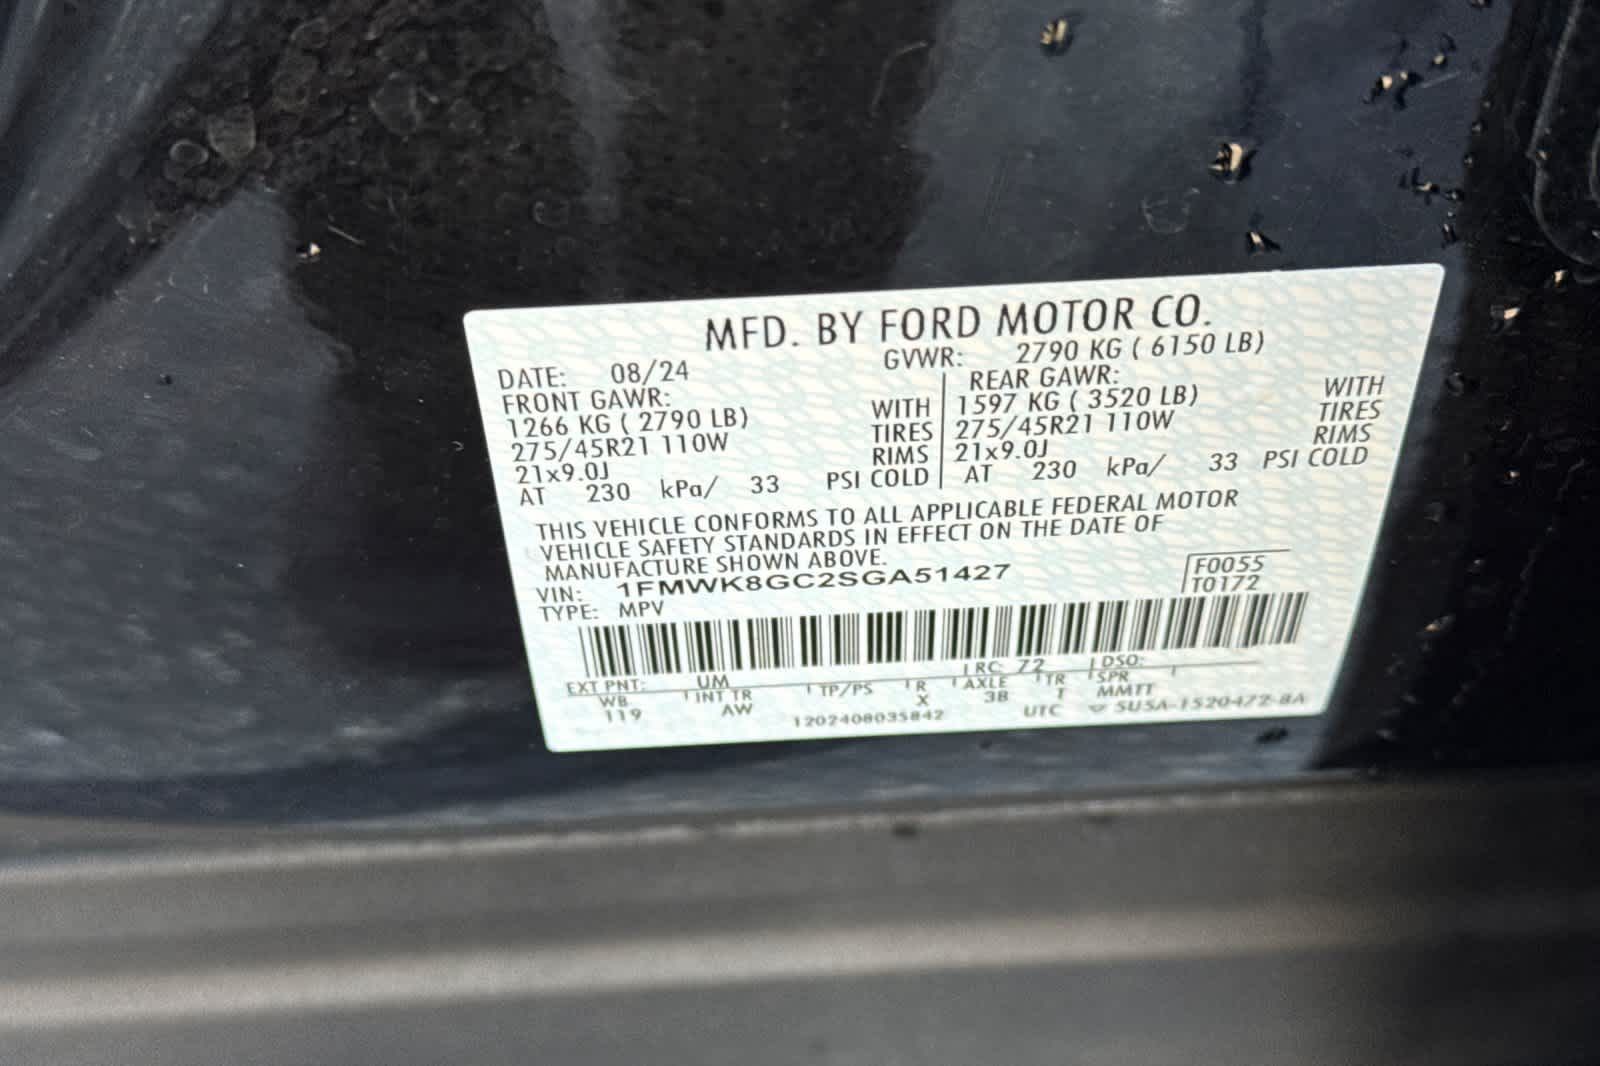 MFD. BY FORD MOTOR CO.
DATE: 08/24 GVWR: 2790 KG ( 6150 LB)
FRONT GAWR: REAR GAWR:
1266 KG ( 2790 LB) WITH 1597 KG ( 3520 LB) WITH
275/45R21 110W TIRES 275/45R21 110W TIRES
21x9.0J RIMS 21x9.0J RIMS
AT 230 kPa/ 33 PSI COLD AT 230 kPa/ 33 PSI COLD
THIS VEHICLE CONFORMS TO ALL APPLICABLE FEDERAL MOTOR
VEHICLE SAFETY STANDARDS IN EFFECT ON THE DATE OF
MANUFACTURE SHOWN ABOVE.
VIN: 1FMWK8GC2SGA51427 F0055
TYPE: MPV T0172
EXT PNT: UM RC: 72 DSO:
WB INT TR TP/PS R AXLE TR SPR
119 AW X 3B T MMTT
1202408035842 UTC SU5A-1520472-BA